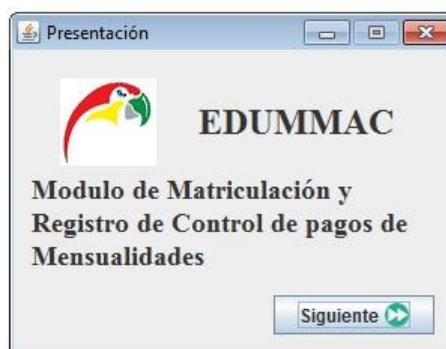 Presentación
EDUMMAC
Modulo de Matriculación y
Registro de Control de pagos de
Mensualidades
Siguiente